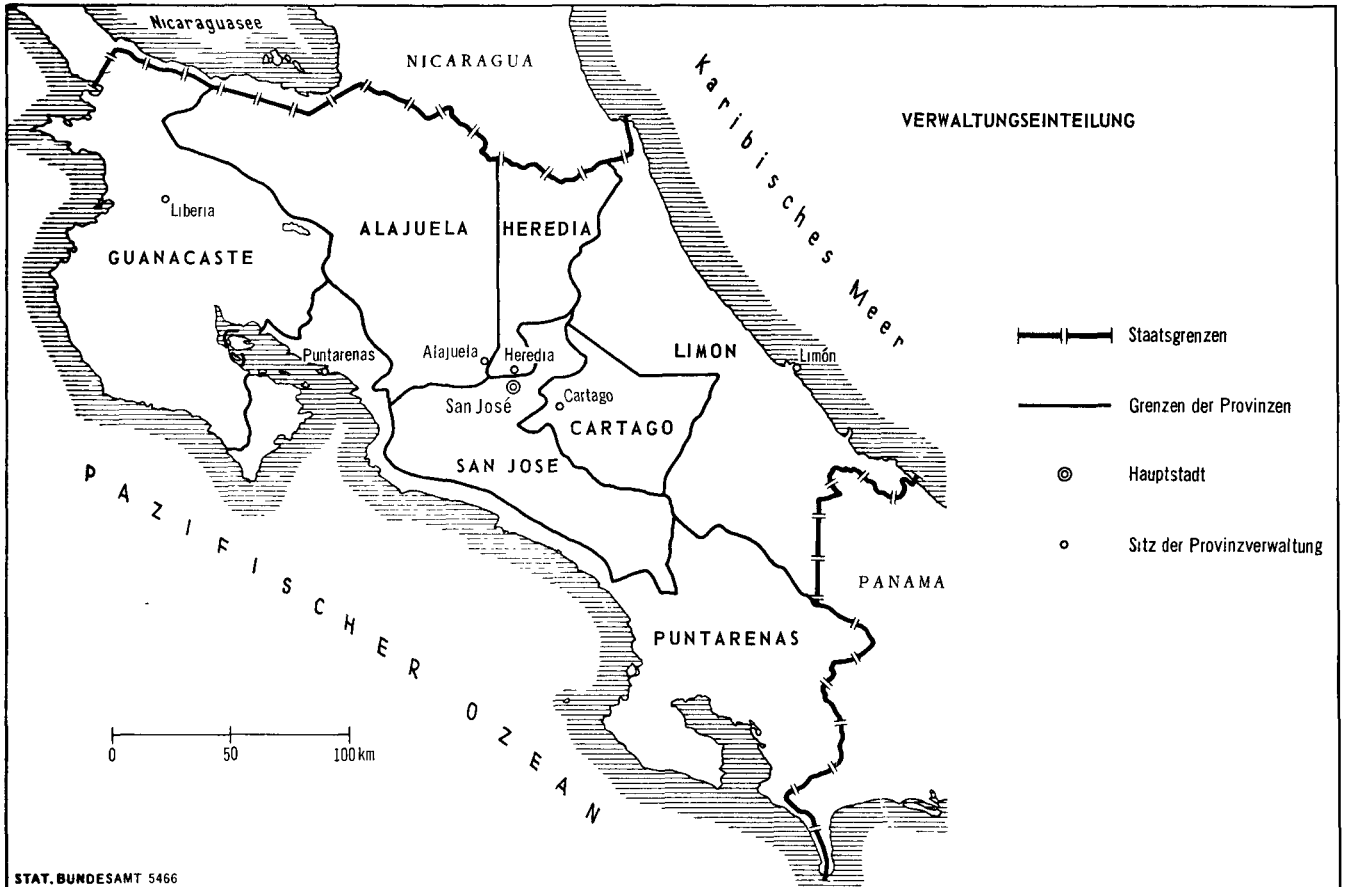 Nicaraguasee
NICARAGUA
Karibisches Meer
VERWALTUNGSEINTEILUNG
Liberia
GUANACASTE
ALAJUELA
HEREDIA
Puntarenas
Alajuela
Heredia
San José
Cartago
CARTAGO
LIMON
Limón
SAN JOSE
PUNTARENAS
PANAMA
PAZIFISCHER OZEAN
Staatsgrenzen
Grenzen der Provinzen
Hauptstadt
Sitz der Provinzverwaltung
0 50 100 km
STAT. BUNDESAMT 5466